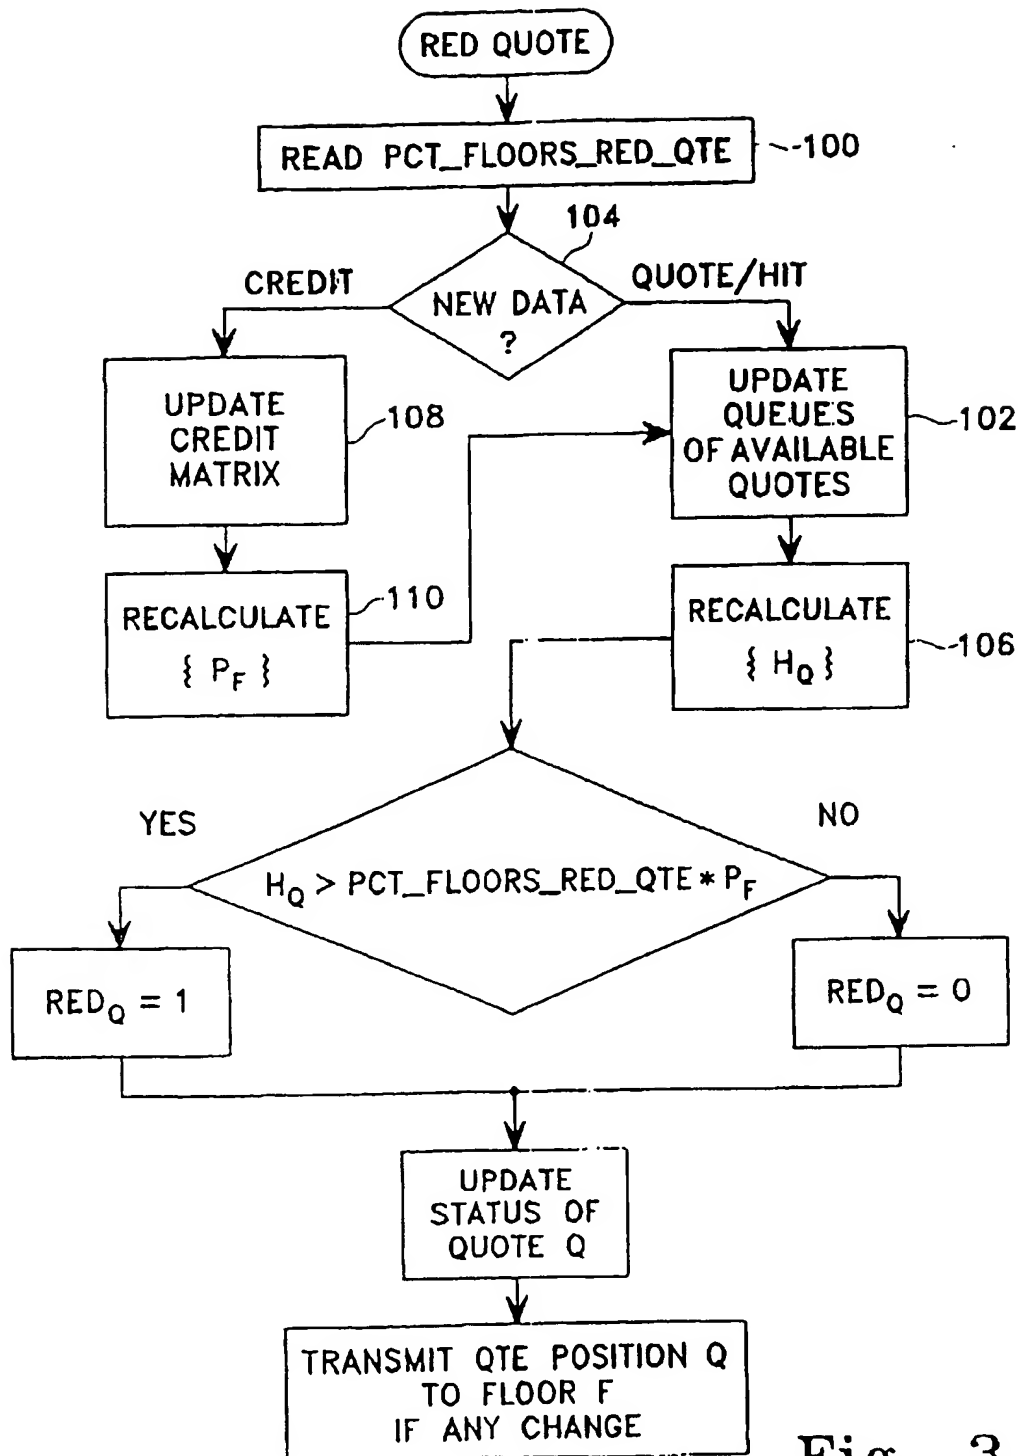 RED QUOTE
READ PCT_FLOORS_RED_QTE
100
104
CREDIT
QUOTE/HIT
NEW DATA
?
UPDATE
CREDIT
MATRIX
108
UPDATE
QUEUES
OF AVAILABLE
QUOTES
102
RECALCULATE
{ P_F }
110
RECALCULATE
{ H_Q }
106
YES
NO
H_Q > PCT_FLOORS_RED_QTE * P_F
RED_Q = 1
RED_Q = 0
UPDATE
STATUS OF
QUOTE Q
TRANSMIT QTE POSITION Q
TO FLOOR F
IF ANY CHANGE
Fig. 3